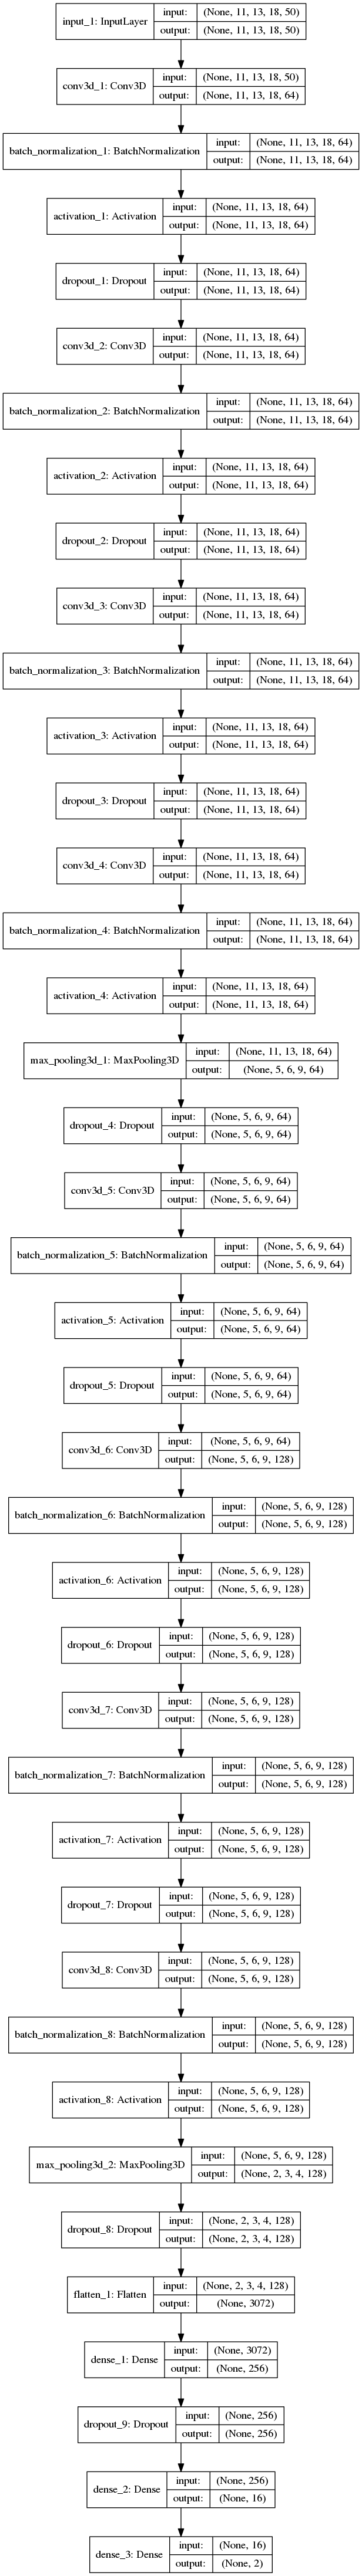 input_1: InputLayer input: (None, 11, 13, 18, 50)
output: (None, 11, 13, 18, 50)
conv3d_1: Conv3D input: (None, 11, 13, 18, 50)
output: (None, 11, 13, 18, 64)
batch_normalization_1: BatchNormalization input: (None, 11, 13, 18, 64)
output: (None, 11, 13, 18, 64)
activation_1: Activation input: (None, 11, 13, 18, 64)
output: (None, 11, 13, 18, 64)
dropout_1: Dropout input: (None, 11, 13, 18, 64)
output: (None, 11, 13, 18, 64)
conv3d_2: Conv3D input: (None, 11, 13, 18, 64)
output: (None, 11, 13, 18, 64)
batch_normalization_2: BatchNormalization input: (None, 11, 13, 18, 64)
output: (None, 11, 13, 18, 64)
activation_2: Activation input: (None, 11, 13, 18, 64)
output: (None, 11, 13, 18, 64)
dropout_2: Dropout input: (None, 11, 13, 18, 64)
output: (None, 11, 13, 18, 64)
conv3d_3: Conv3D input: (None, 11, 13, 18, 64)
output: (None, 11, 13, 18, 64)
batch_normalization_3: BatchNormalization input: (None, 11, 13, 18, 64)
output: (None, 11, 13, 18, 64)
activation_3: Activation input: (None, 11, 13, 18, 64)
output: (None, 11, 13, 18, 64)
dropout_3: Dropout input: (None, 11, 13, 18, 64)
output: (None, 11, 13, 18, 64)
conv3d_4: Conv3D input: (None, 11, 13, 18, 64)
output: (None, 11, 13, 18, 64)
batch_normalization_4: BatchNormalization input: (None, 11, 13, 18, 64)
output: (None, 11, 13, 18, 64)
activation_4: Activation input: (None, 11, 13, 18, 64)
output: (None, 11, 13, 18, 64)
max_pooling3d_1: MaxPooling3D input: (None, 11, 13, 18, 64)
output: (None, 5, 6, 9, 64)
dropout_4: Dropout input: (None, 5, 6, 9, 64)
output: (None, 5, 6, 9, 64)
conv3d_5: Conv3D input: (None, 5, 6, 9, 64)
output: (None, 5, 6, 9, 64)
batch_normalization_5: BatchNormalization input: (None, 5, 6, 9, 64)
output: (None, 5, 6, 9, 64)
activation_5: Activation input: (None, 5, 6, 9, 64)
output: (None, 5, 6, 9, 64)
dropout_5: Dropout input: (None, 5, 6, 9, 64)
output: (None, 5, 6, 9, 64)
conv3d_6: Conv3D input: (None, 5, 6, 9, 64)
output: (None, 5, 6, 9, 128)
batch_normalization_6: BatchNormalization input: (None, 5, 6, 9, 128)
output: (None, 5, 6, 9, 128)
activation_6: Activation input: (None, 5, 6, 9, 128)
output: (None, 5, 6, 9, 128)
dropout_6: Dropout input: (None, 5, 6, 9, 128)
output: (None, 5, 6, 9, 128)
conv3d_7: Conv3D input: (None, 5, 6, 9, 128)
output: (None, 5, 6, 9, 128)
batch_normalization_7: BatchNormalization input: (None, 5, 6, 9, 128)
output: (None, 5, 6, 9, 128)
activation_7: Activation input: (None, 5, 6, 9, 128)
output: (None, 5, 6, 9, 128)
dropout_7: Dropout input: (None, 5, 6, 9, 128)
output: (None, 5, 6, 9, 128)
conv3d_8: Conv3D input: (None, 5, 6, 9, 128)
output: (None, 5, 6, 9, 128)
batch_normalization_8: BatchNormalization input: (None, 5, 6, 9, 128)
output: (None, 5, 6, 9, 128)
activation_8: Activation input: (None, 5, 6, 9, 128)
output: (None, 5, 6, 9, 128)
max_pooling3d_2: MaxPooling3D input: (None, 5, 6, 9, 128)
output: (None, 2, 3, 4, 128)
dropout_8: Dropout input: (None, 2, 3, 4, 128)
output: (None, 2, 3, 4, 128)
flatten_1: Flatten input: (None, 2, 3, 4, 128)
output: (None, 3072)
dense_1: Dense input: (None, 3072)
output: (None, 256)
dropout_9: Dropout input: (None, 256)
output: (None, 256)
dense_2: Dense input: (None, 256)
output: (None, 16)
dense_3: Dense input: (None, 16)
output: (None, 2)